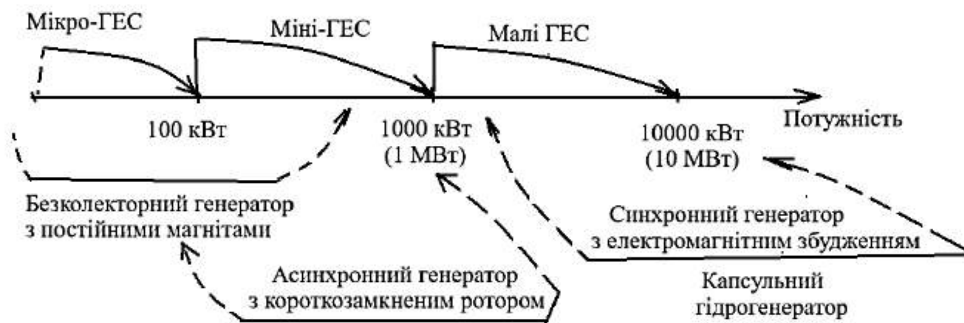 Мікро-ГЕС
Міні-ГЕС
Малі ГЕС
100 кВт
1000 кВт
(1 МВт)
10000 кВт
(10 МВт)
Потужність
Безколекторний генератор
з постійними магнітами
Асинхронний генератор
з короткозамкненим ротором
Синхронний генератор
з електромагнітним збудженням
Капсульний
гідрогенератор